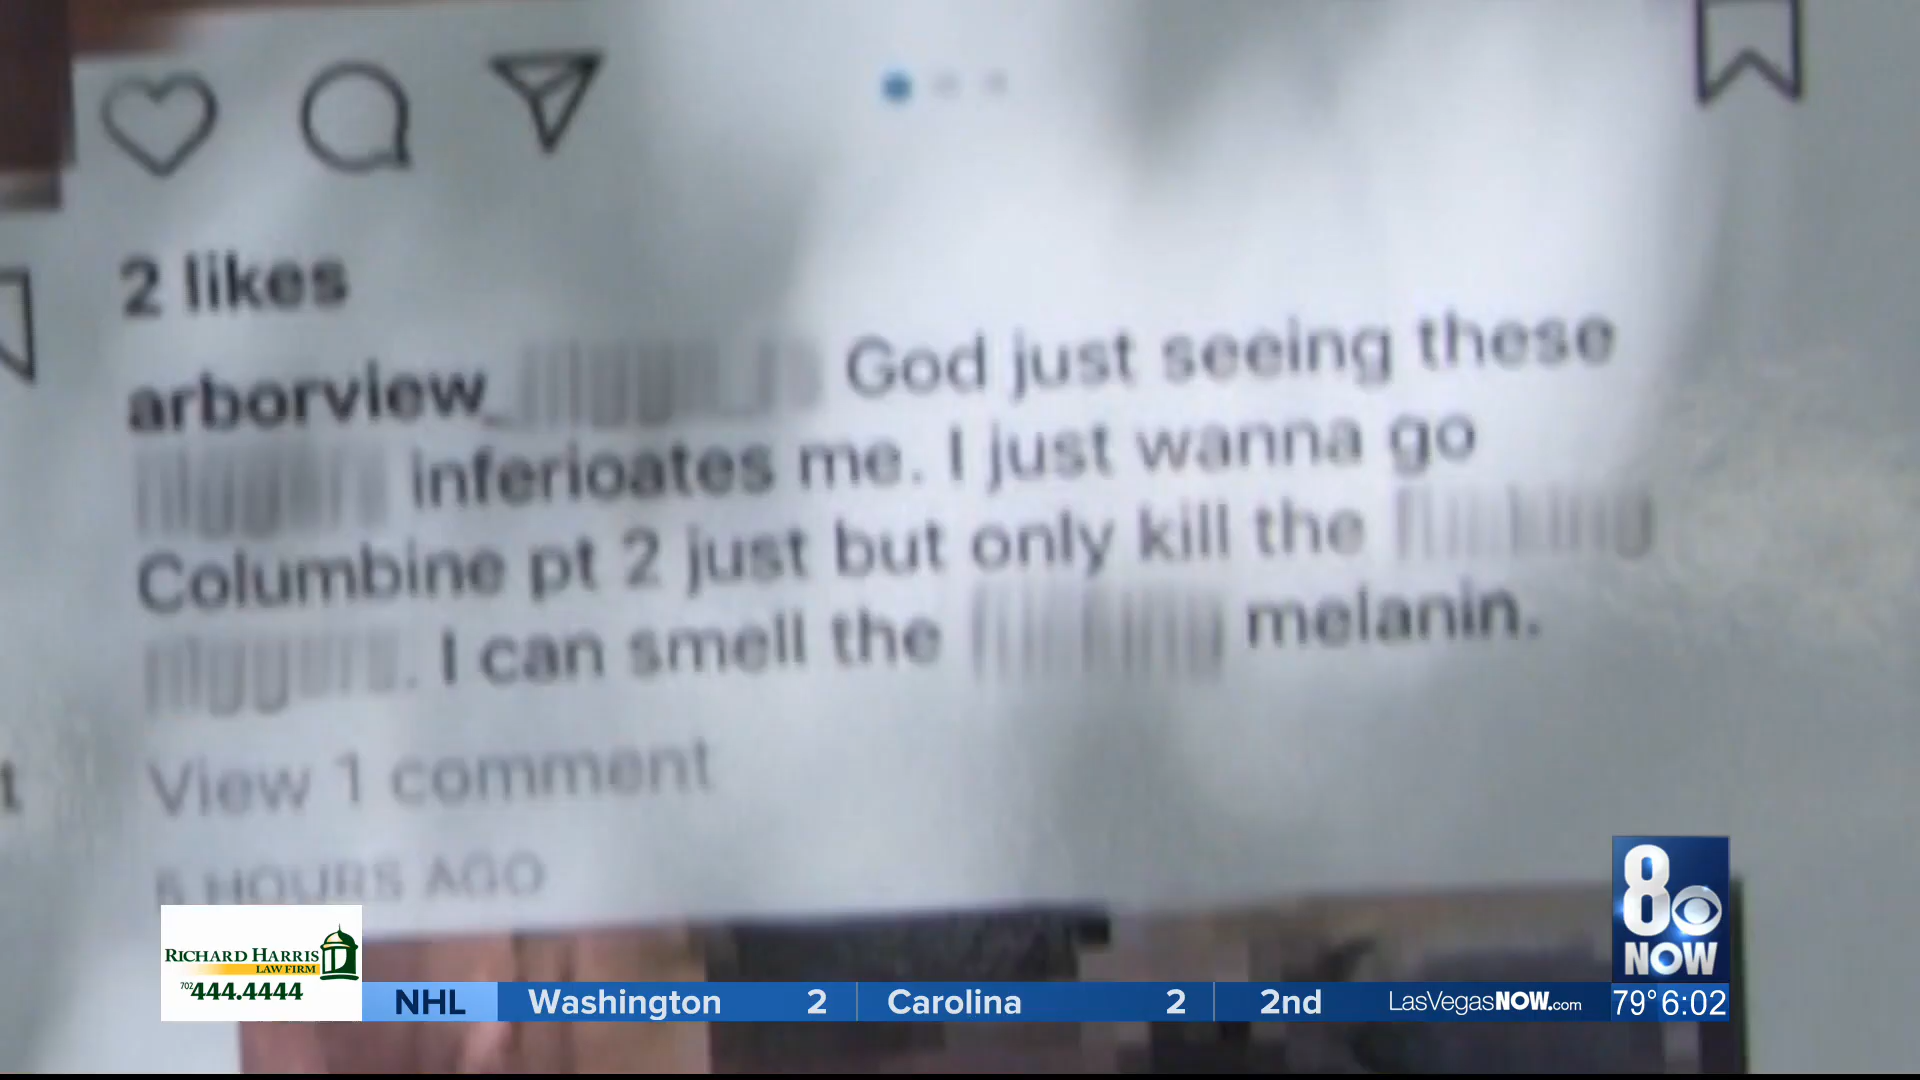 2 likes
arborview_ God just seeing these
inferioates me. I just wanna go
Columbine pt 2 just but only kill the
. I can smell the melanin.
View 1 comment
5 HOURS AGO
t
RICHARD HARRIS
LAW FIRM
702 444.4444
NHL Washington 2 Carolina 2 2nd LasVegasNOW.com
8
NOW
79° 6:02